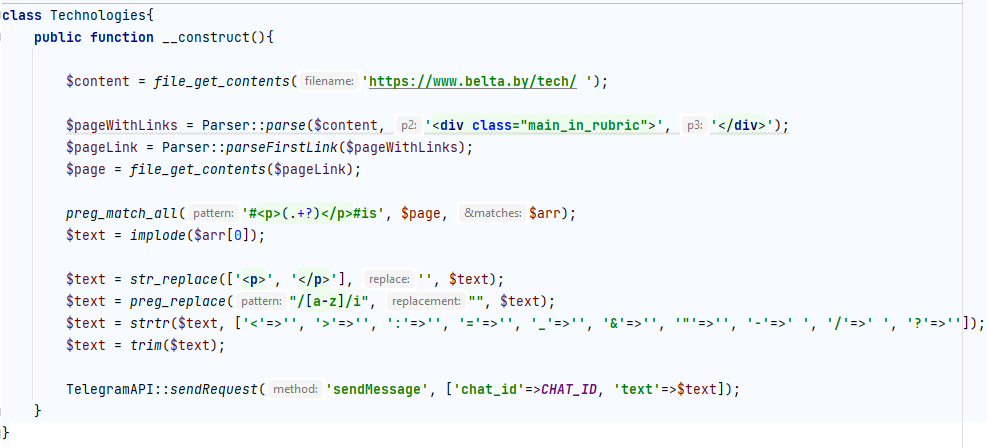 class Technologies{
public function __construct(){
$content = file_get_contents( filename: 'https://www.belta.by/tech/ ');
$pageWithLinks = Parser::parse($content, p2: '<div class="main_in_rubric">', p3: '</div>');
$pageLink = Parser::parseFirstLink($pageWithLinks);
$page = file_get_contents($pageLink);
preg_match_all( pattern: '#<p>(.+?)</p>#is', $page, &matches: $arr);
$text = implode($arr[0]);
$text = str_replace(['<p>', '</p>'], replace: '', $text);
$text = preg_replace( pattern: "/[a-z]/i", replacement: "", $text);
$text = strtr($text, ['<'=>'', '>'=>'', ':'=>'', '='=>'', '_'=>'', '&'=>'', '"'=>'', '-'=>' ', '/'=>' ', '?'=>'']);
$text = trim($text);
TelegramAPI::sendRequest( method: 'sendMessage', ['chat_id'=>CHAT_ID, 'text'=>$text]);
}
}